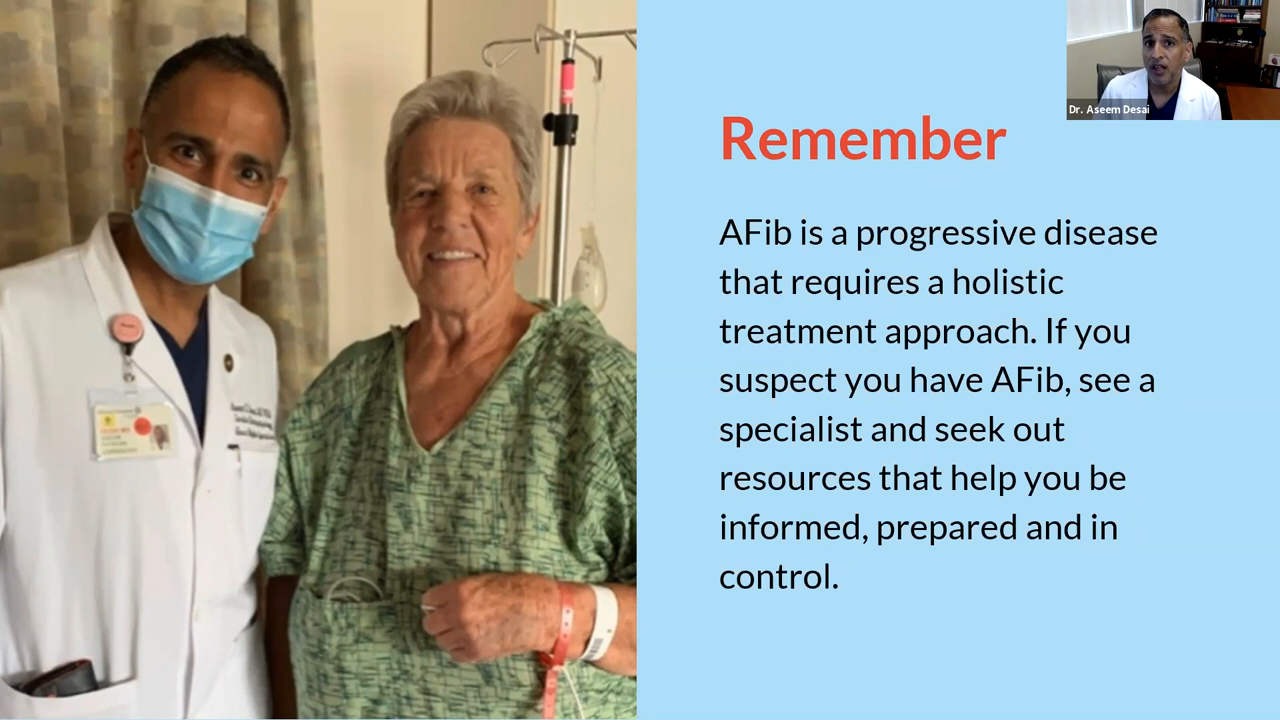 Dr. Aseem Desai
Remember
AFib is a progressive disease
that requires a holistic
treatment approach. If you
suspect you have AFib, see a
specialist and seek out
resources that help you be
informed, prepared and in
control.